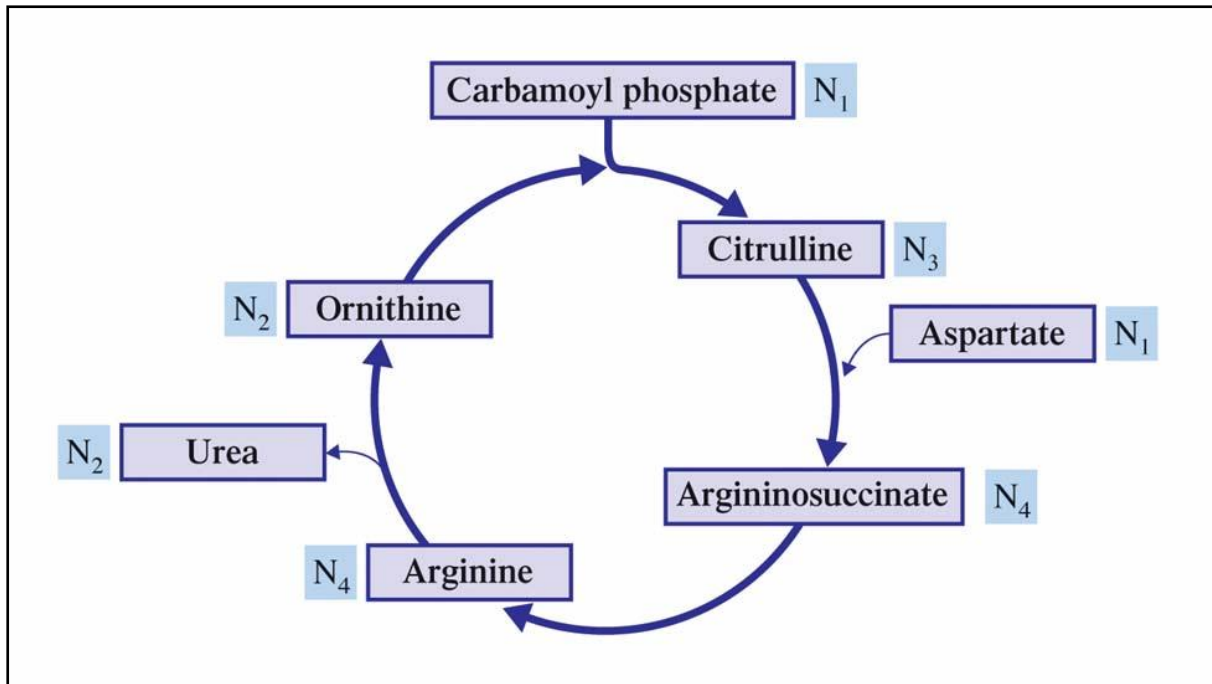 Carbamoyl phosphate N₁
Citrulline N₃
N₂ Ornithine
Aspartate N₁
N₂ Urea
Argininosuccinate N₄
N₄ Arginine